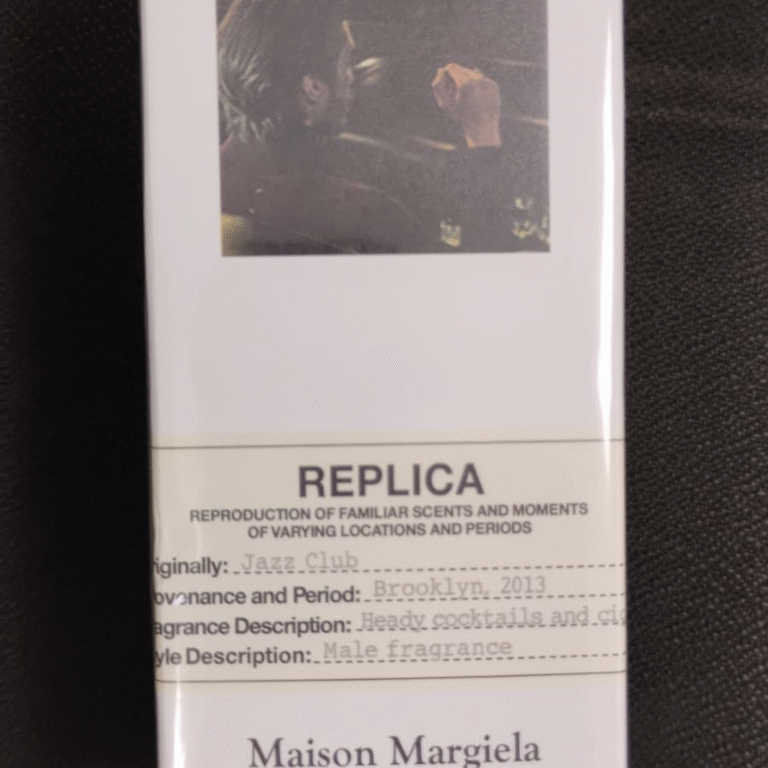 REPLICA
REPRODUCTION OF FAMILIAR SCENTS AND MOMENTS
OF VARYING LOCATIONS AND PERIODS
iginally: Jazz Club
ovenance and Period: Brooklyn, 2013
agrance Description: Heady cocktails and cig
yle Description: Male fragrance
Maison Margiela